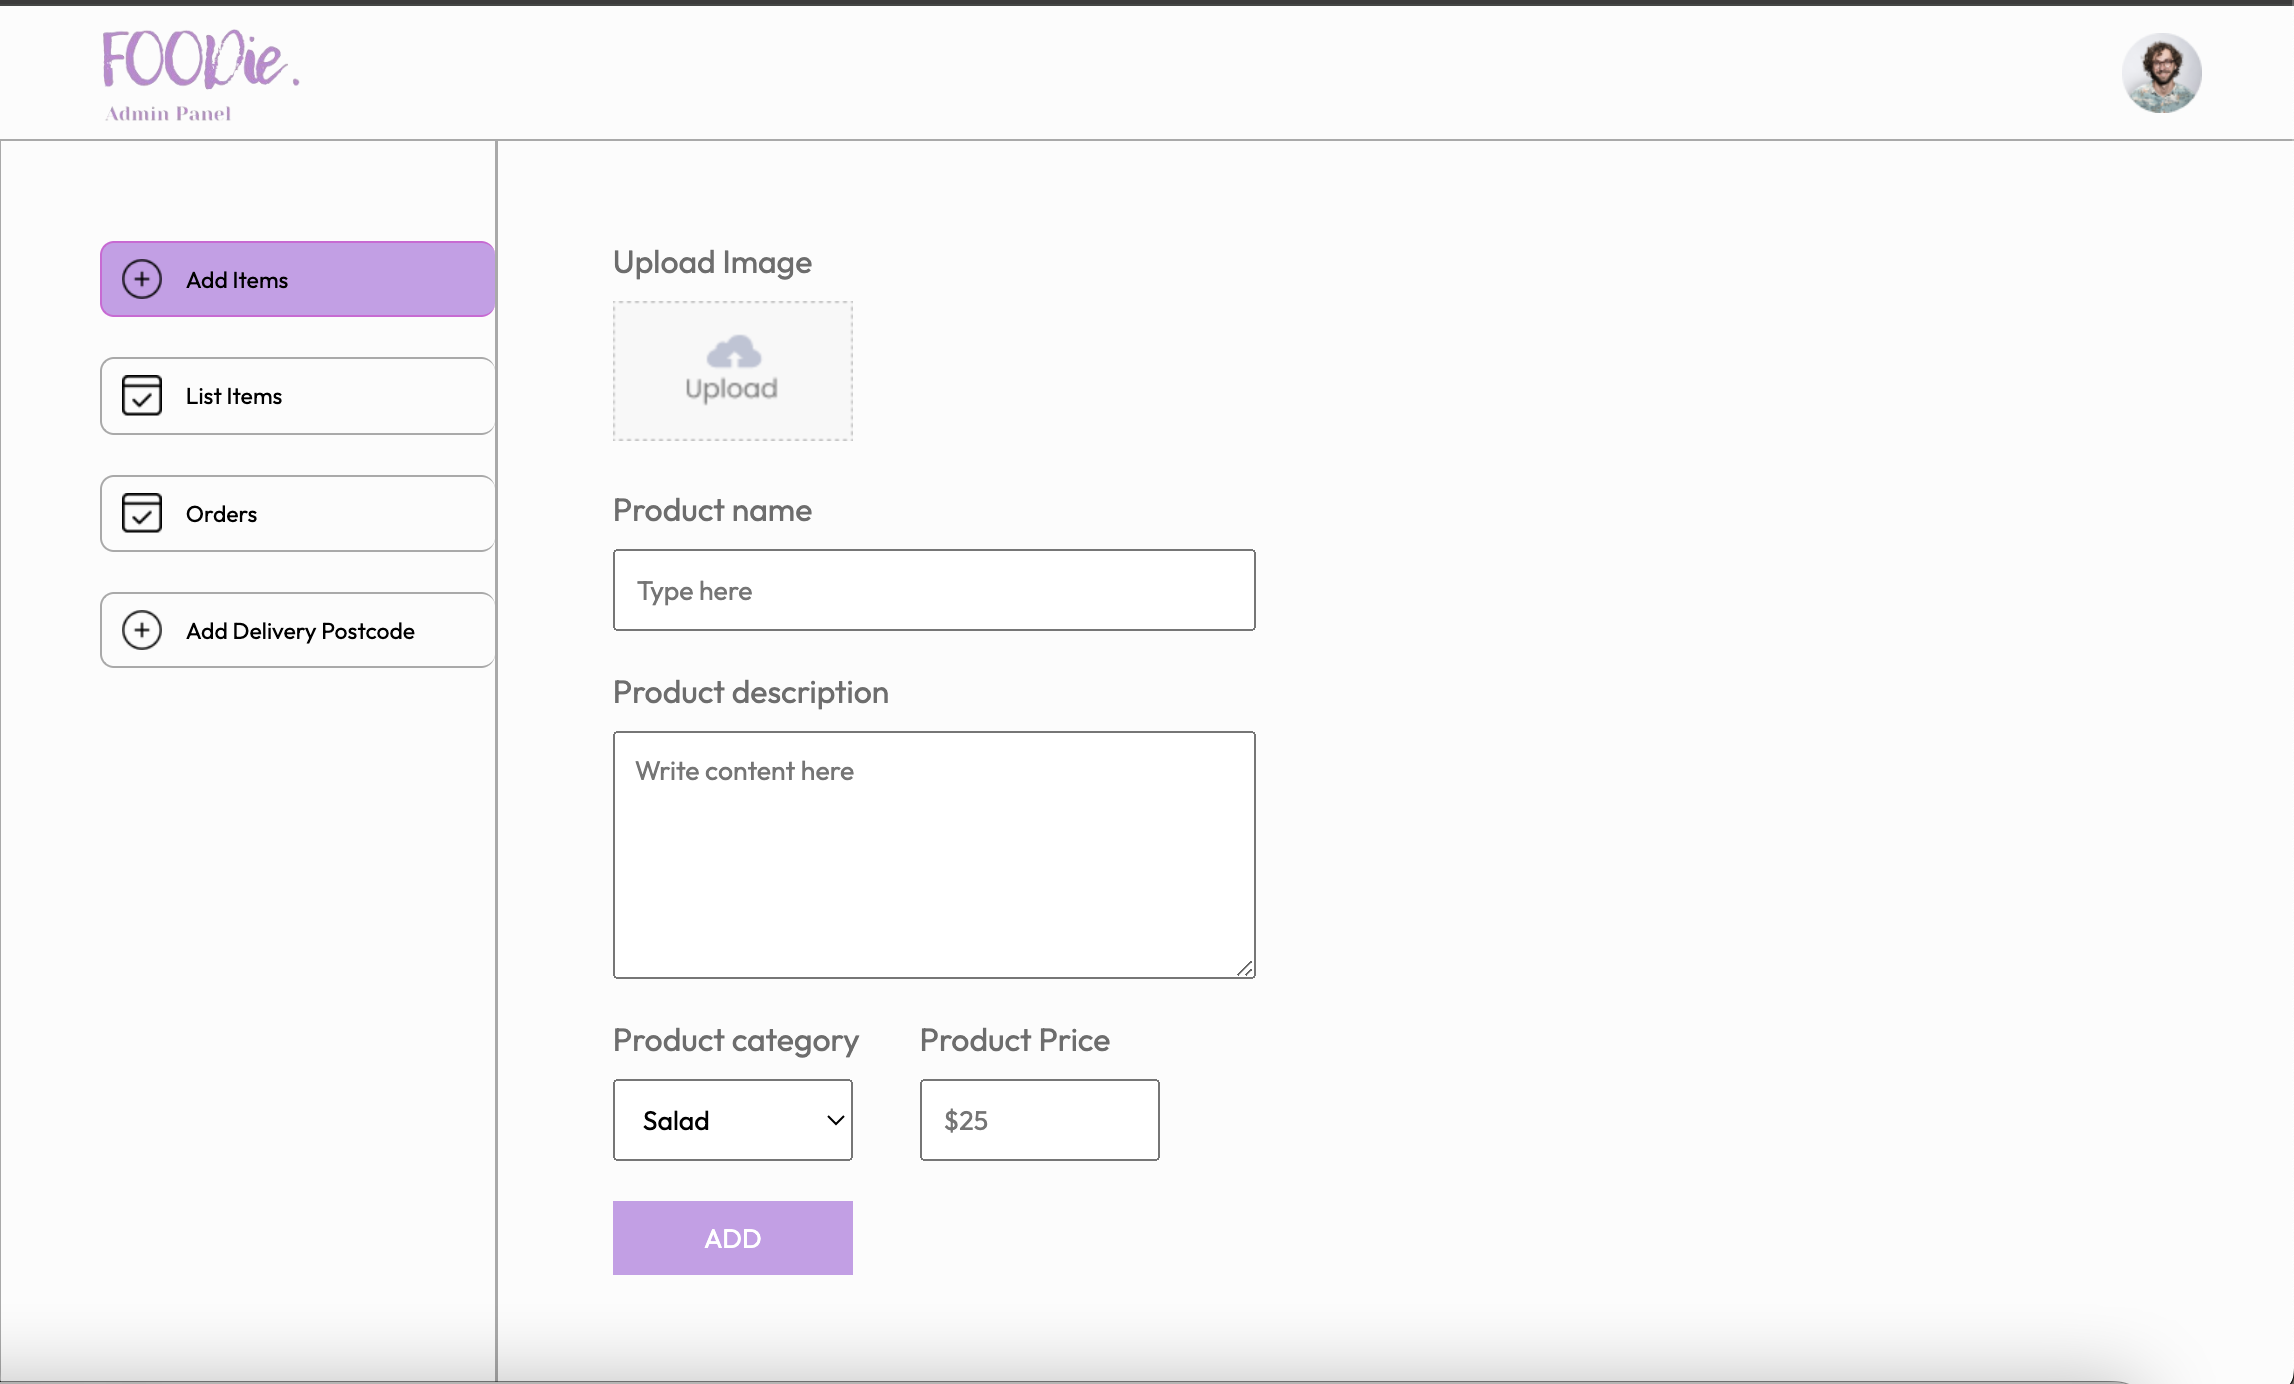 FOODie.
Admin Panel
Add Items
List Items
Orders
Add Delivery Postcode
Upload Image
Upload
Product name
Type here
Product description
Write content here
Product category
Product Price
Salad
$25
ADD